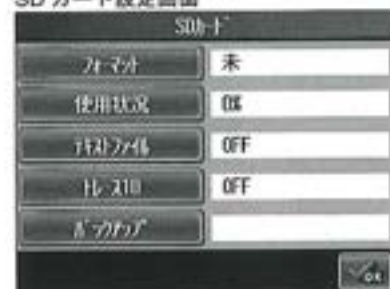 SDカード設定画面
SDｶｰﾄﾞ
ﾌｫｰﾏｯﾄ 未
使用状況 0%
ﾃｷｽﾄﾌｧｲﾙ OFF
ﾄﾚｰｽIO OFF
ﾊﾞｯｸｱｯﾌﾟ
OK